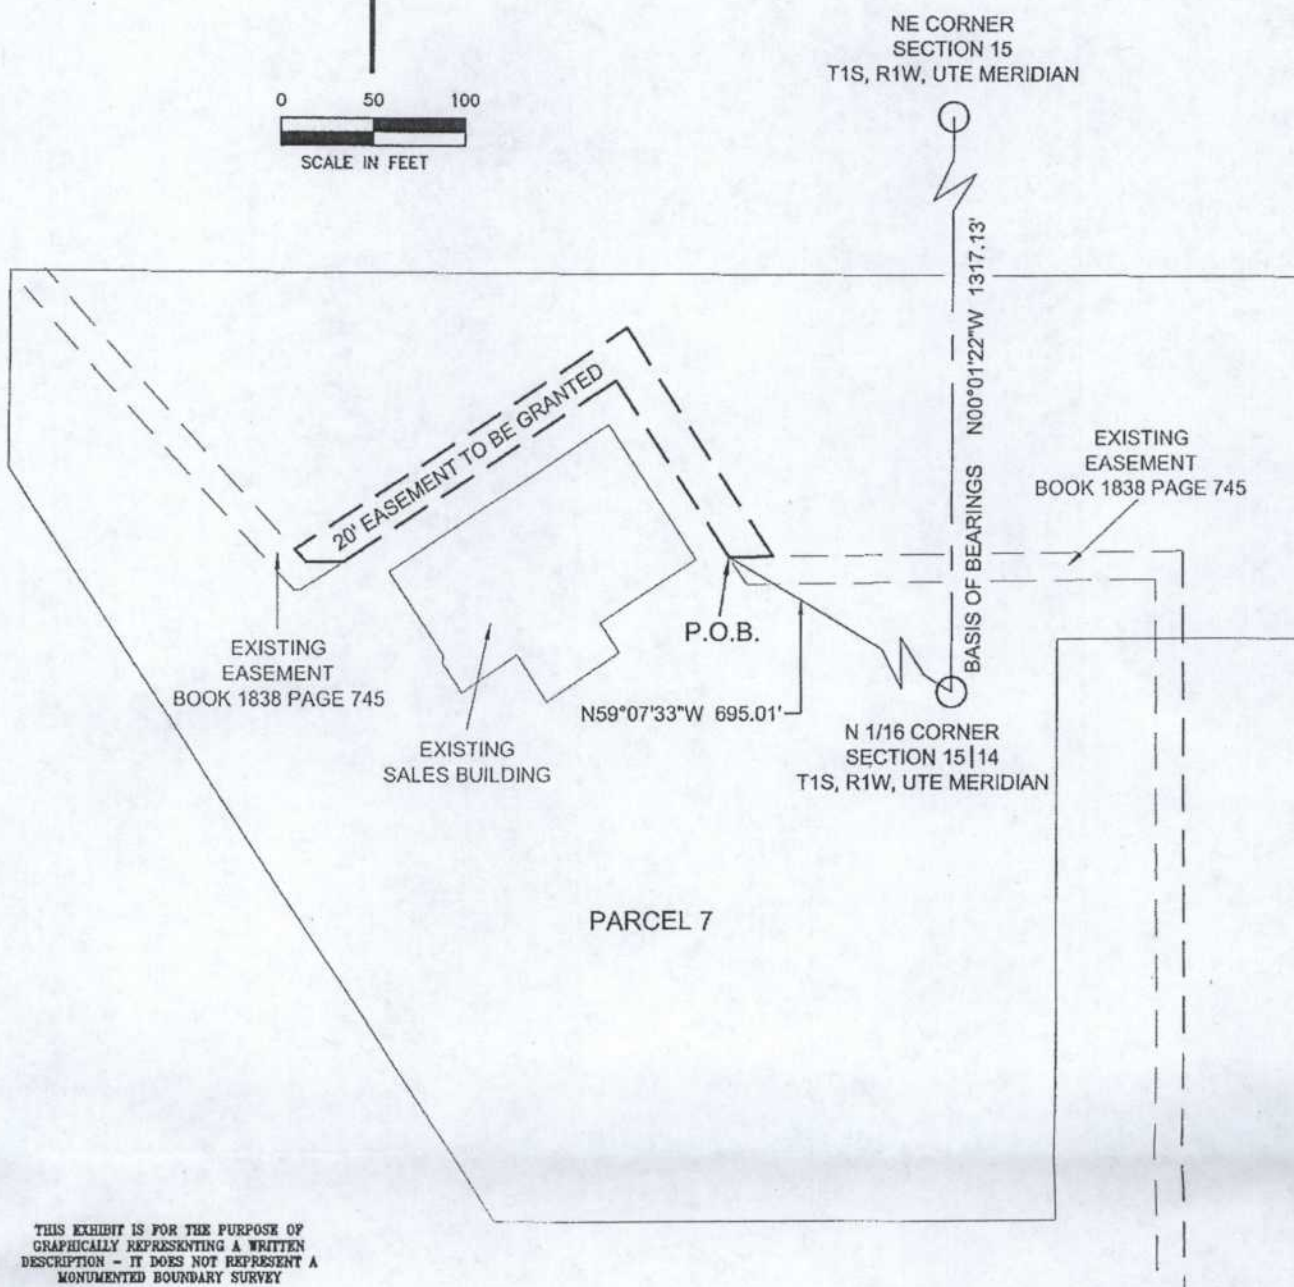 NE CORNER
SECTION 15
T1S, R1W, UTE MERIDIAN
0 50 100
SCALE IN FEET
BASIS OF BEARINGS N00°01'22"W 1317.13'
20' EASEMENT TO BE GRANTED
EXISTING
EASEMENT
BOOK 1838 PAGE 745
P.O.B.
EXISTING
EASEMENT
BOOK 1838 PAGE 745
N59°07'33"W 695.01'
N 1/16 CORNER
SECTION 15|14
T1S, R1W, UTE MERIDIAN
EXISTING
SALES BUILDING
PARCEL 7
THIS EXHIBIT IS FOR THE PURPOSE OF
GRAPHICALLY REPRESENTING A WRITTEN
DESCRIPTION - IT DOES NOT REPRESENT A
MONUMENTED BOUNDARY SURVEY